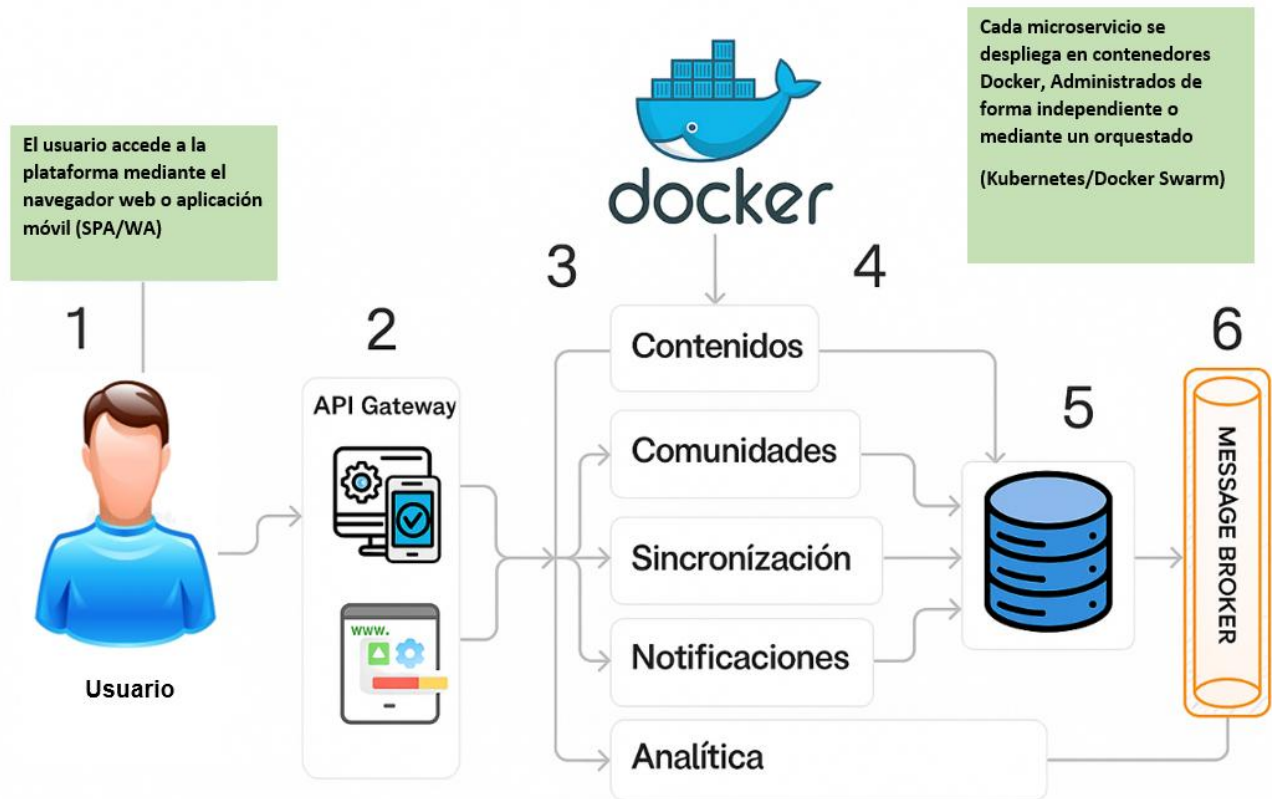 El usuario accede a la
plataforma mediante el
navegador web o aplicación
móvil (SPA/WA)
docker
Cada microservicio se
despliega en contenedores
Docker, Administrados de
forma independiente o
mediante un orquestado
(Kubernetes/Docker Swarm)
1
2
3
4
5
6
Usuario
API Gateway
www.
Contenidos
Comunidades
Sincronízación
Notificaciones
Analítica
MESSAGE BROKER